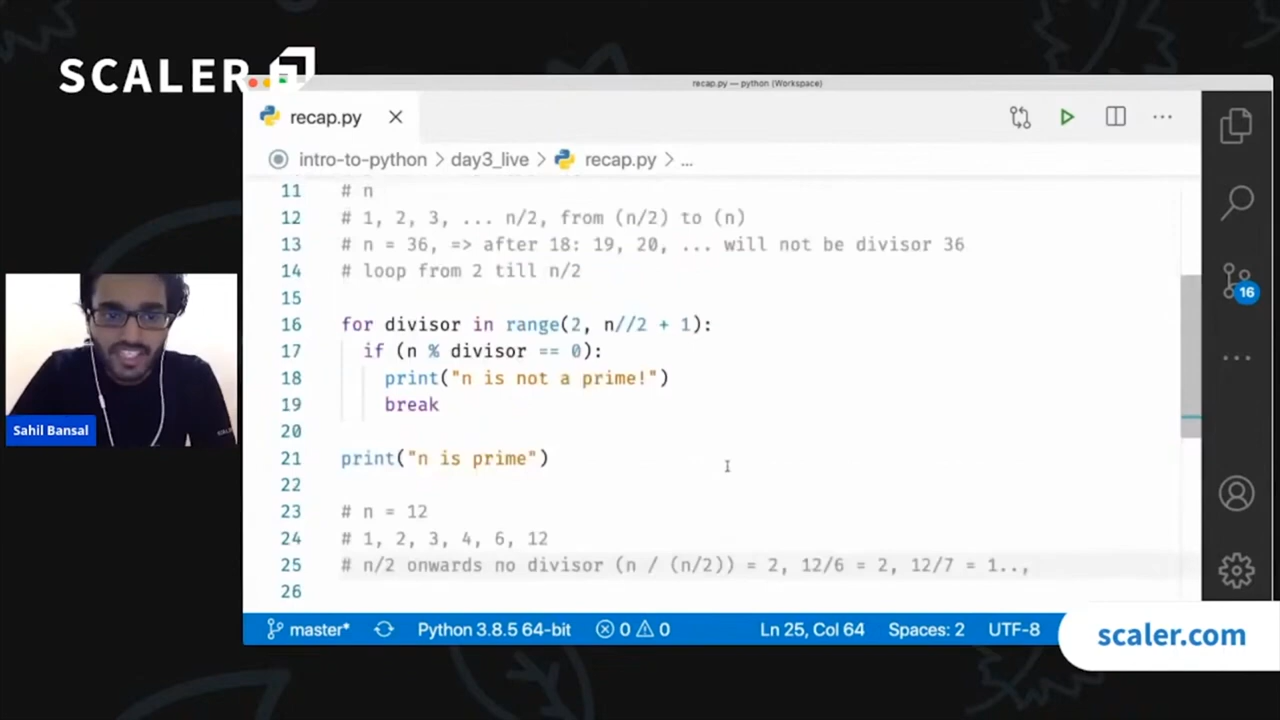 SCALER
recap.py — python (Workspace)
recap.py
intro-to-python > day3_live > recap.py > ...
11 # n
12 # 1, 2, 3, ... n/2, from (n/2) to (n)
13 # n = 36, => after 18: 19, 20, ... will not be divisor 36
14 # loop from 2 till n/2
15
16 for divisor in range(2, n//2 + 1):
17 if (n % divisor == 0):
18 print("n is not a prime!")
19 break
20
21 print("n is prime")
22
23 # n = 12
24 # 1, 2, 3, 4, 6, 12
25 # n/2 onwards no divisor (n / (n/2)) = 2, 12/6 = 2, 12/7 = 1..,
26
16
Sahil Bansal
master* Python 3.8.5 64-bit 0 0 Ln 25, Col 64 Spaces: 2 UTF-8
scaler.com